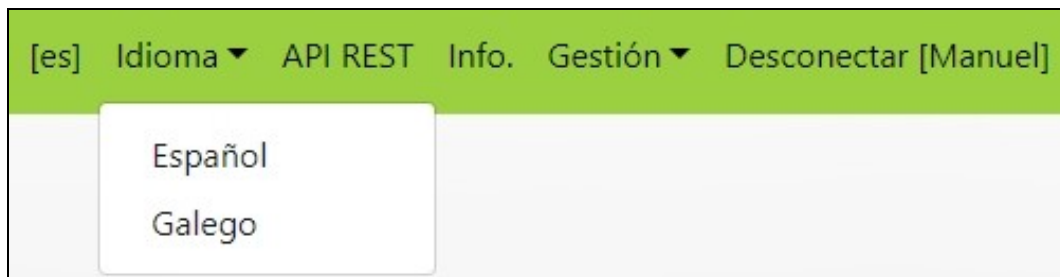 [es] Idioma API REST Info. Gestión Desconectar [Manuel]
Español
Galego